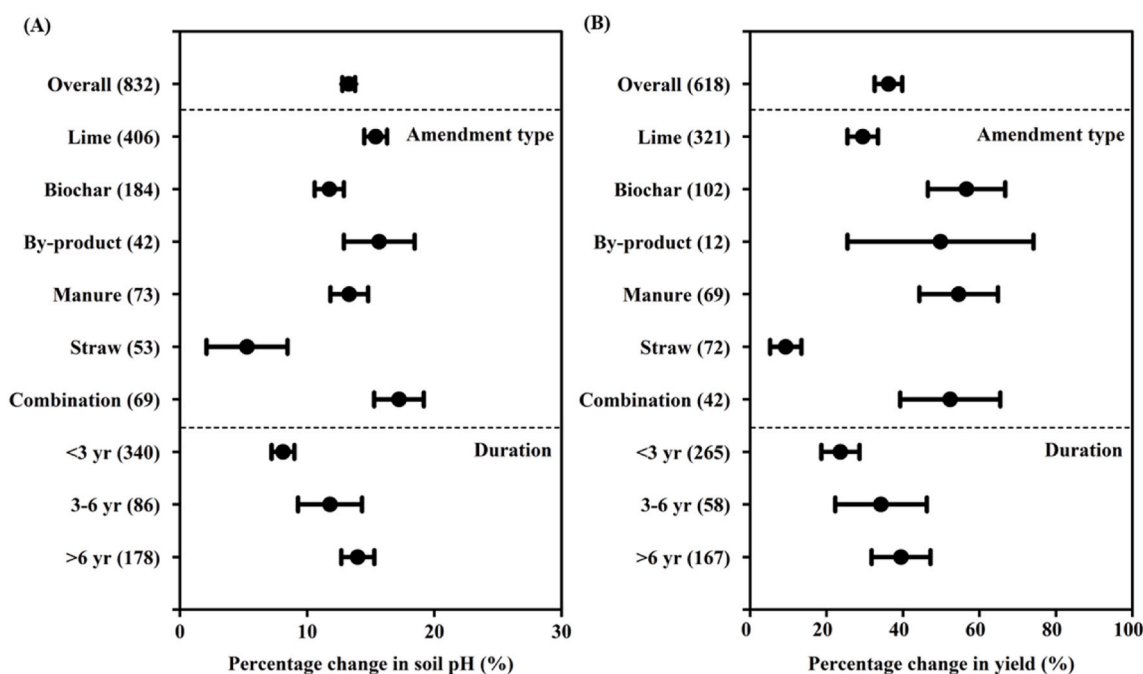 (A)
Overall (832)
Lime (406)
Amendment type
Biochar (184)
By-product (42)
Manure (73)
Straw (53)
Combination (69)
Duration
<3 yr (340)
3-6 yr (86)
>6 yr (178)
0 10 20 30
Percentage change in soil pH (%)
(B)
Overall (618)
Lime (321)
Amendment type
Biochar (102)
By-product (12)
Manure (69)
Straw (72)
Combination (42)
Duration
<3 yr (265)
3-6 yr (58)
>6 yr (167)
0 20 40 60 80 100
Percentage change in yield (%)